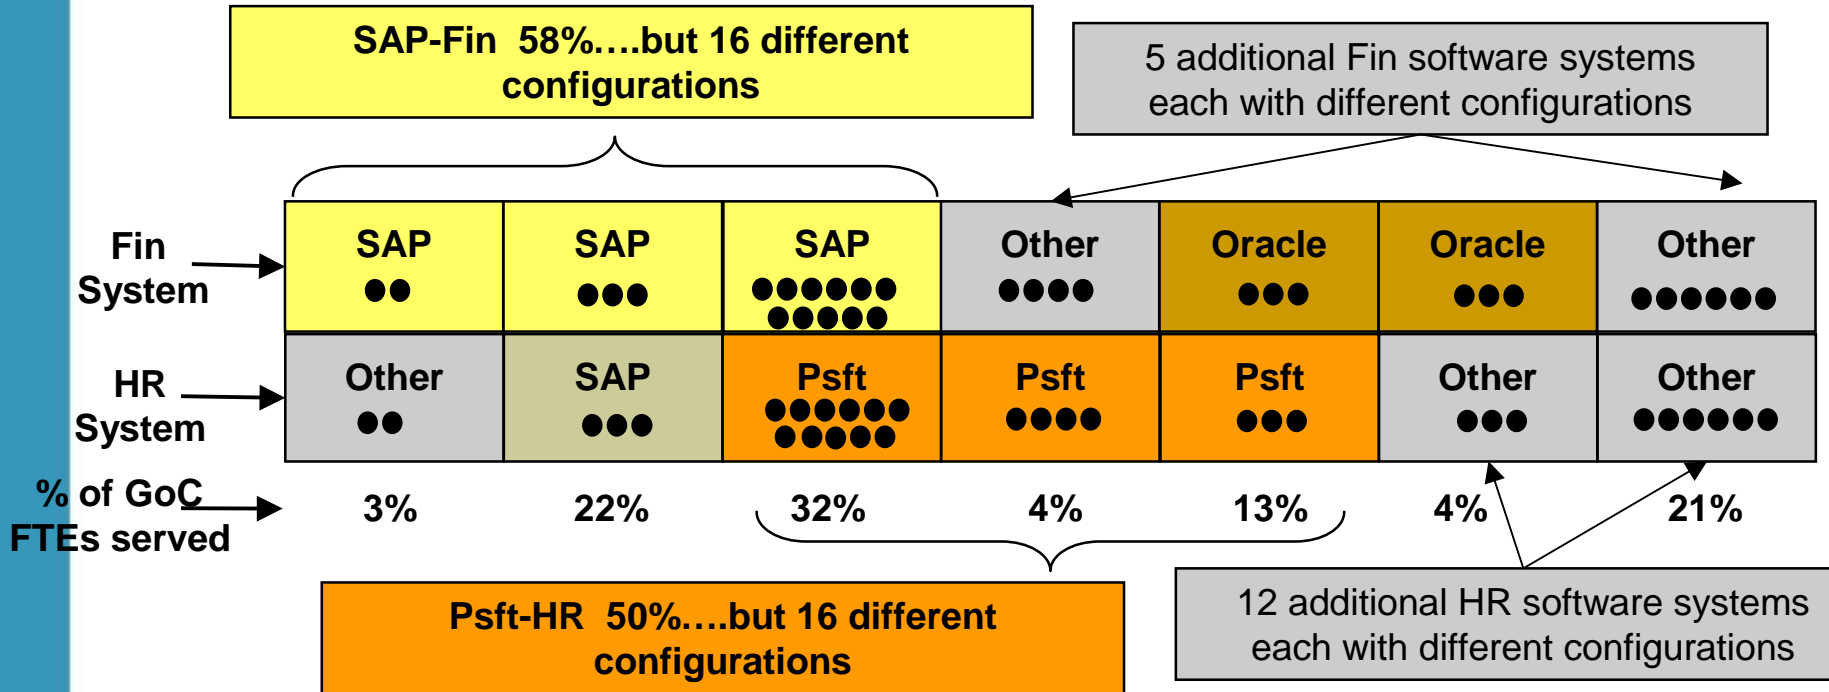 SAP-Fin 58%....but 16 different
configurations
5 additional Fin software systems
each with different configurations
Fin
System
SAP
SAP
SAP
Other
Oracle
Oracle
Other
HR
System
Other
SAP
Psft
Psft
Psft
Other
Other
% of GoC
FTEs served
3%
22%
32%
4%
13%
4%
21%
Psft-HR 50%....but 16 different
configurations
12 additional HR software systems
each with different configurations